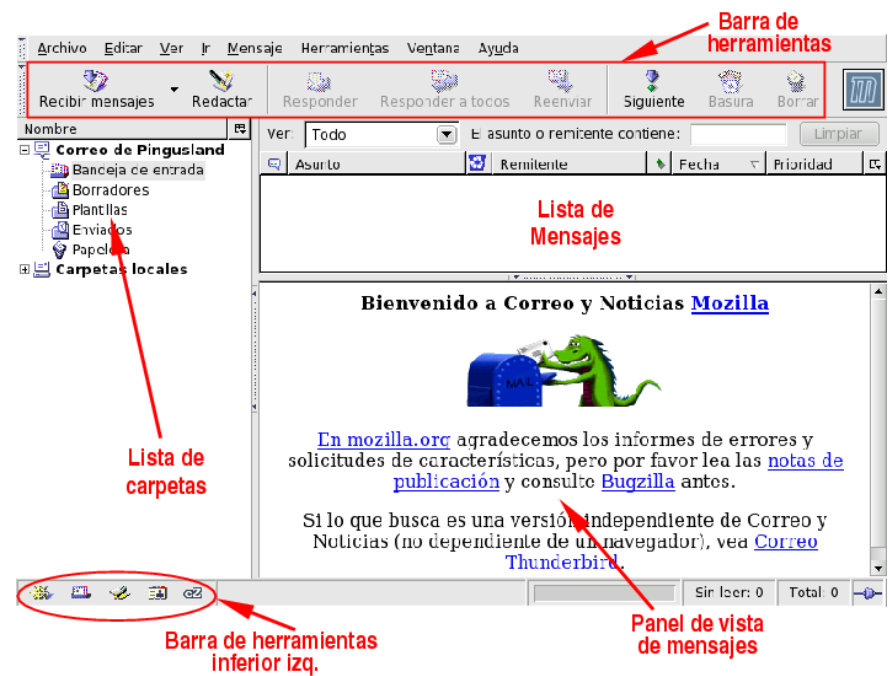 Barra de
herramientas
Archivo Editar Ver Ir Mensaje Herramientas Ventana Ayuda
Recibir mensajes Redactar Responder Responder a todos Reenviar Siguiente Basura Borrar
Nombre
Ver: Todo El asunto o remitente contiene: Limpiar
Asunto Remitente Fecha Prioridad
Correo de Pingusland
Bandeja de entrada
Borradores
Plantillas
Enviados
Papelera
Carpetas locales
Lista de
Mensajes
Bienvenido a Correo y Noticias Mozilla
MAIL
En mozilla.org agradecemos los informes de errores y
solicitudes de características, pero por favor lea las notas de
publicación y consulte Bugzilla antes.
Si lo que busca es una versión independiente de Correo y
Noticias (no dependiente de un navegador), vea Correo
Thunderbird.
Lista de
carpetas
Sin leer: 0 Total: 0
Barra de herramientas
inferior izq.
Panel de vista
de mensajes